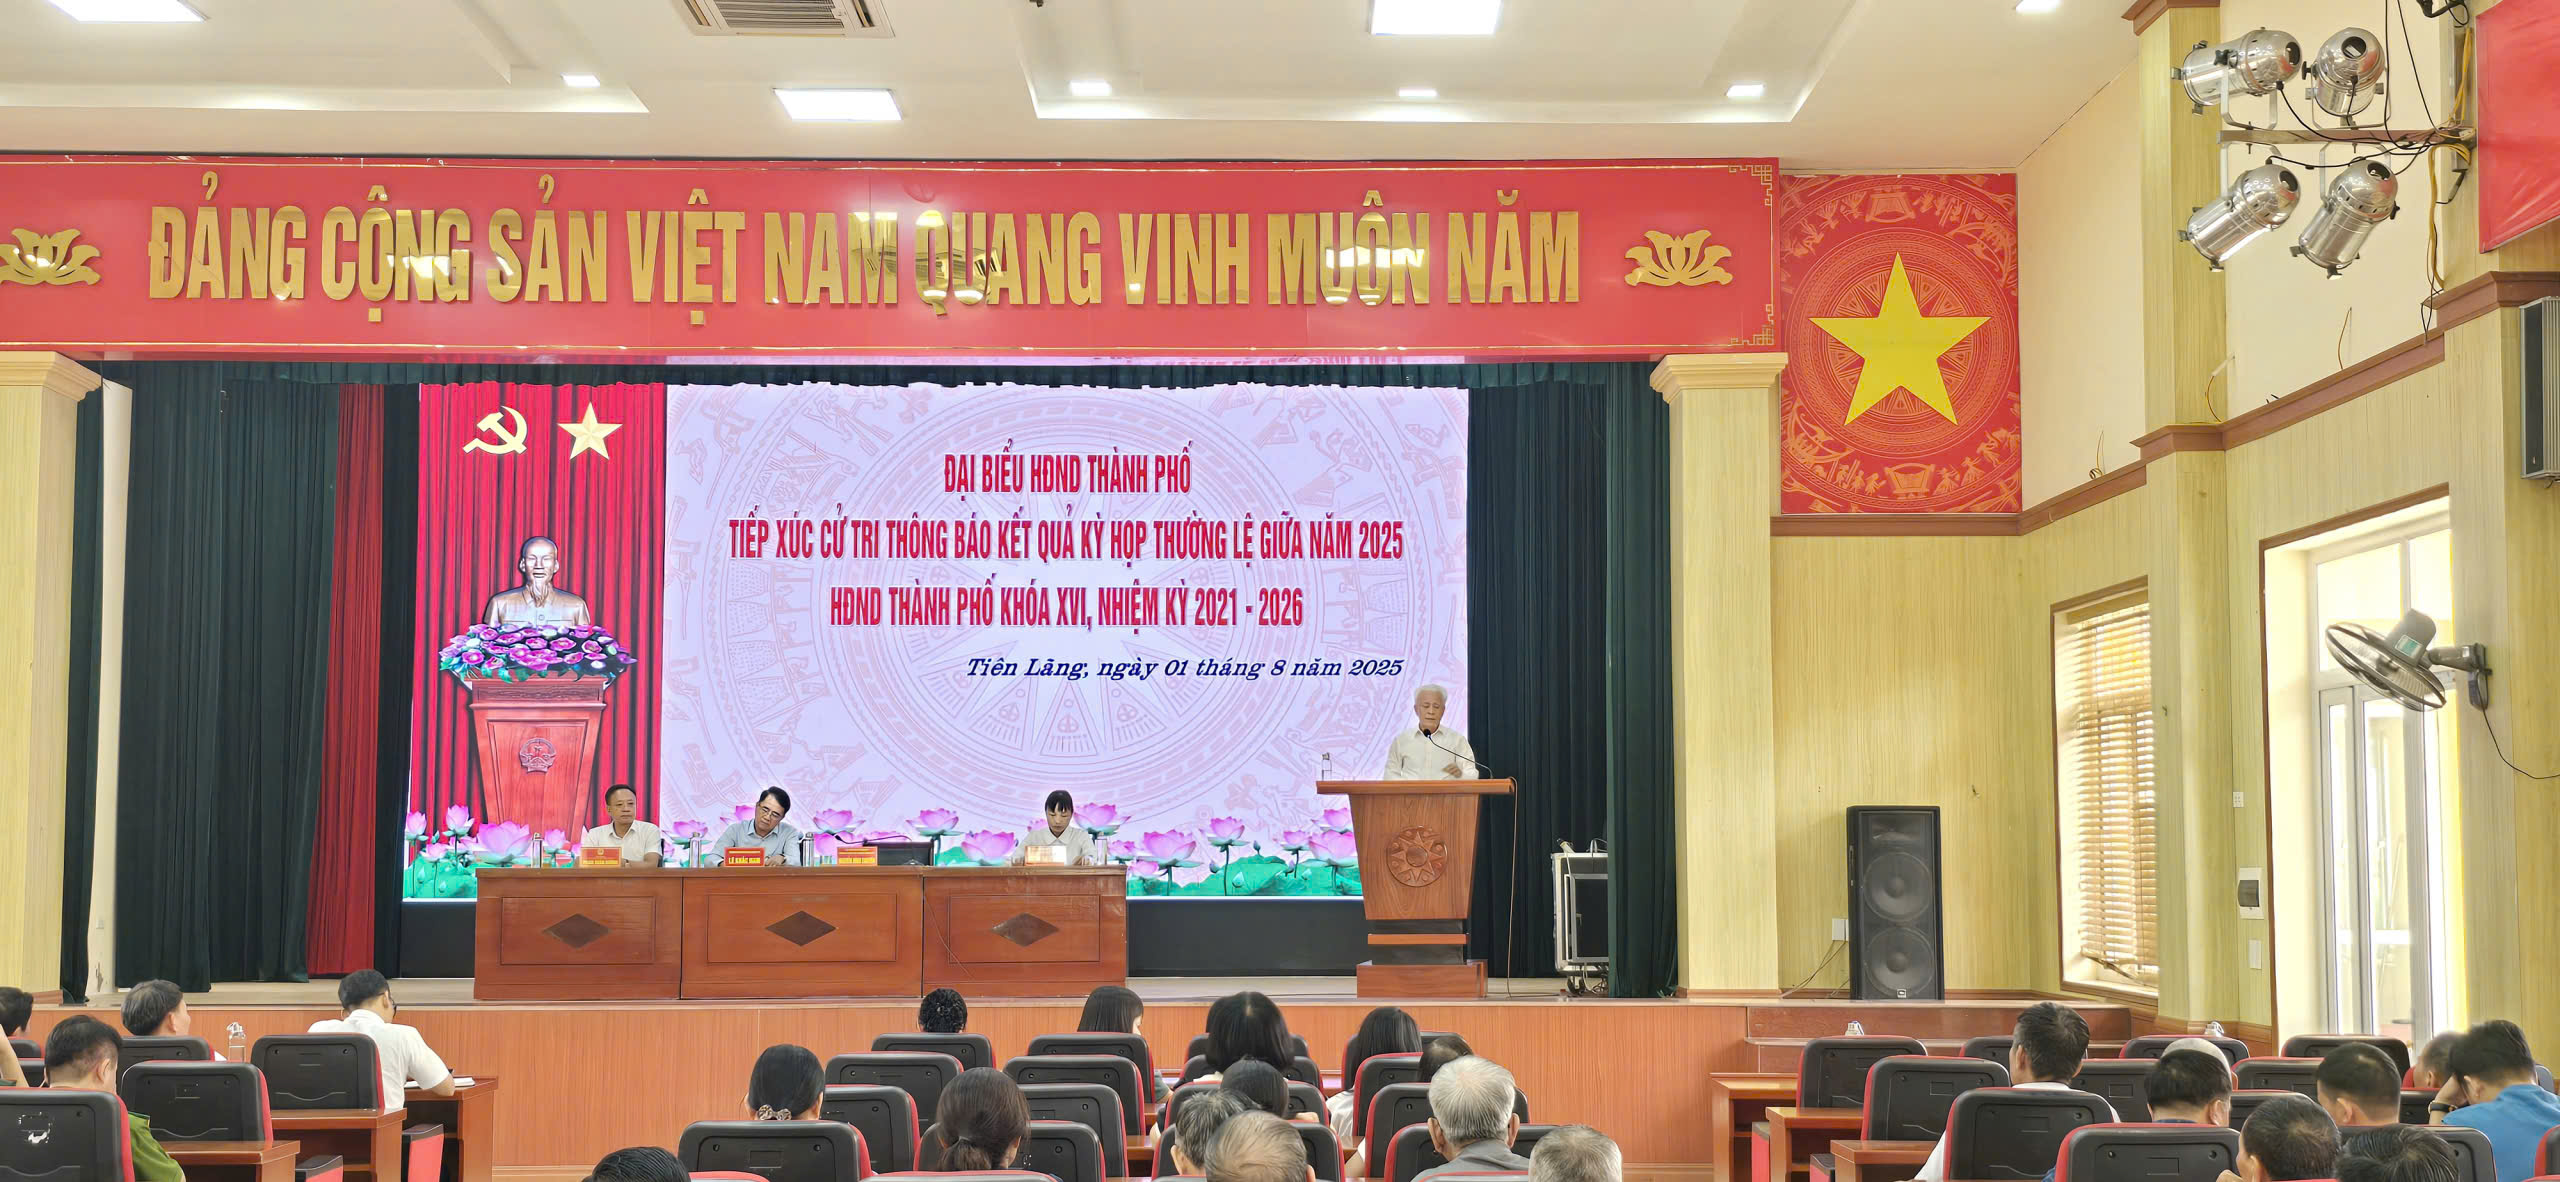 ĐẢNG CỘNG SẢN VIỆT NAM QUANG VINH MUÔN NĂM
ĐẠI BIỂU HĐND THÀNH PHỐ
TIẾP XÚC CỬ TRI THÔNG BÁO KẾT QUẢ KỲ HỌP THƯỜNG LỆ GIỮA NĂM 2025
HĐND THÀNH PHỐ KHÓA XVI, NHIỆM KỲ 2021 - 2026
Tiên Lãng, ngày 01 tháng 8 năm 2025
LÊ KHẮC NAM